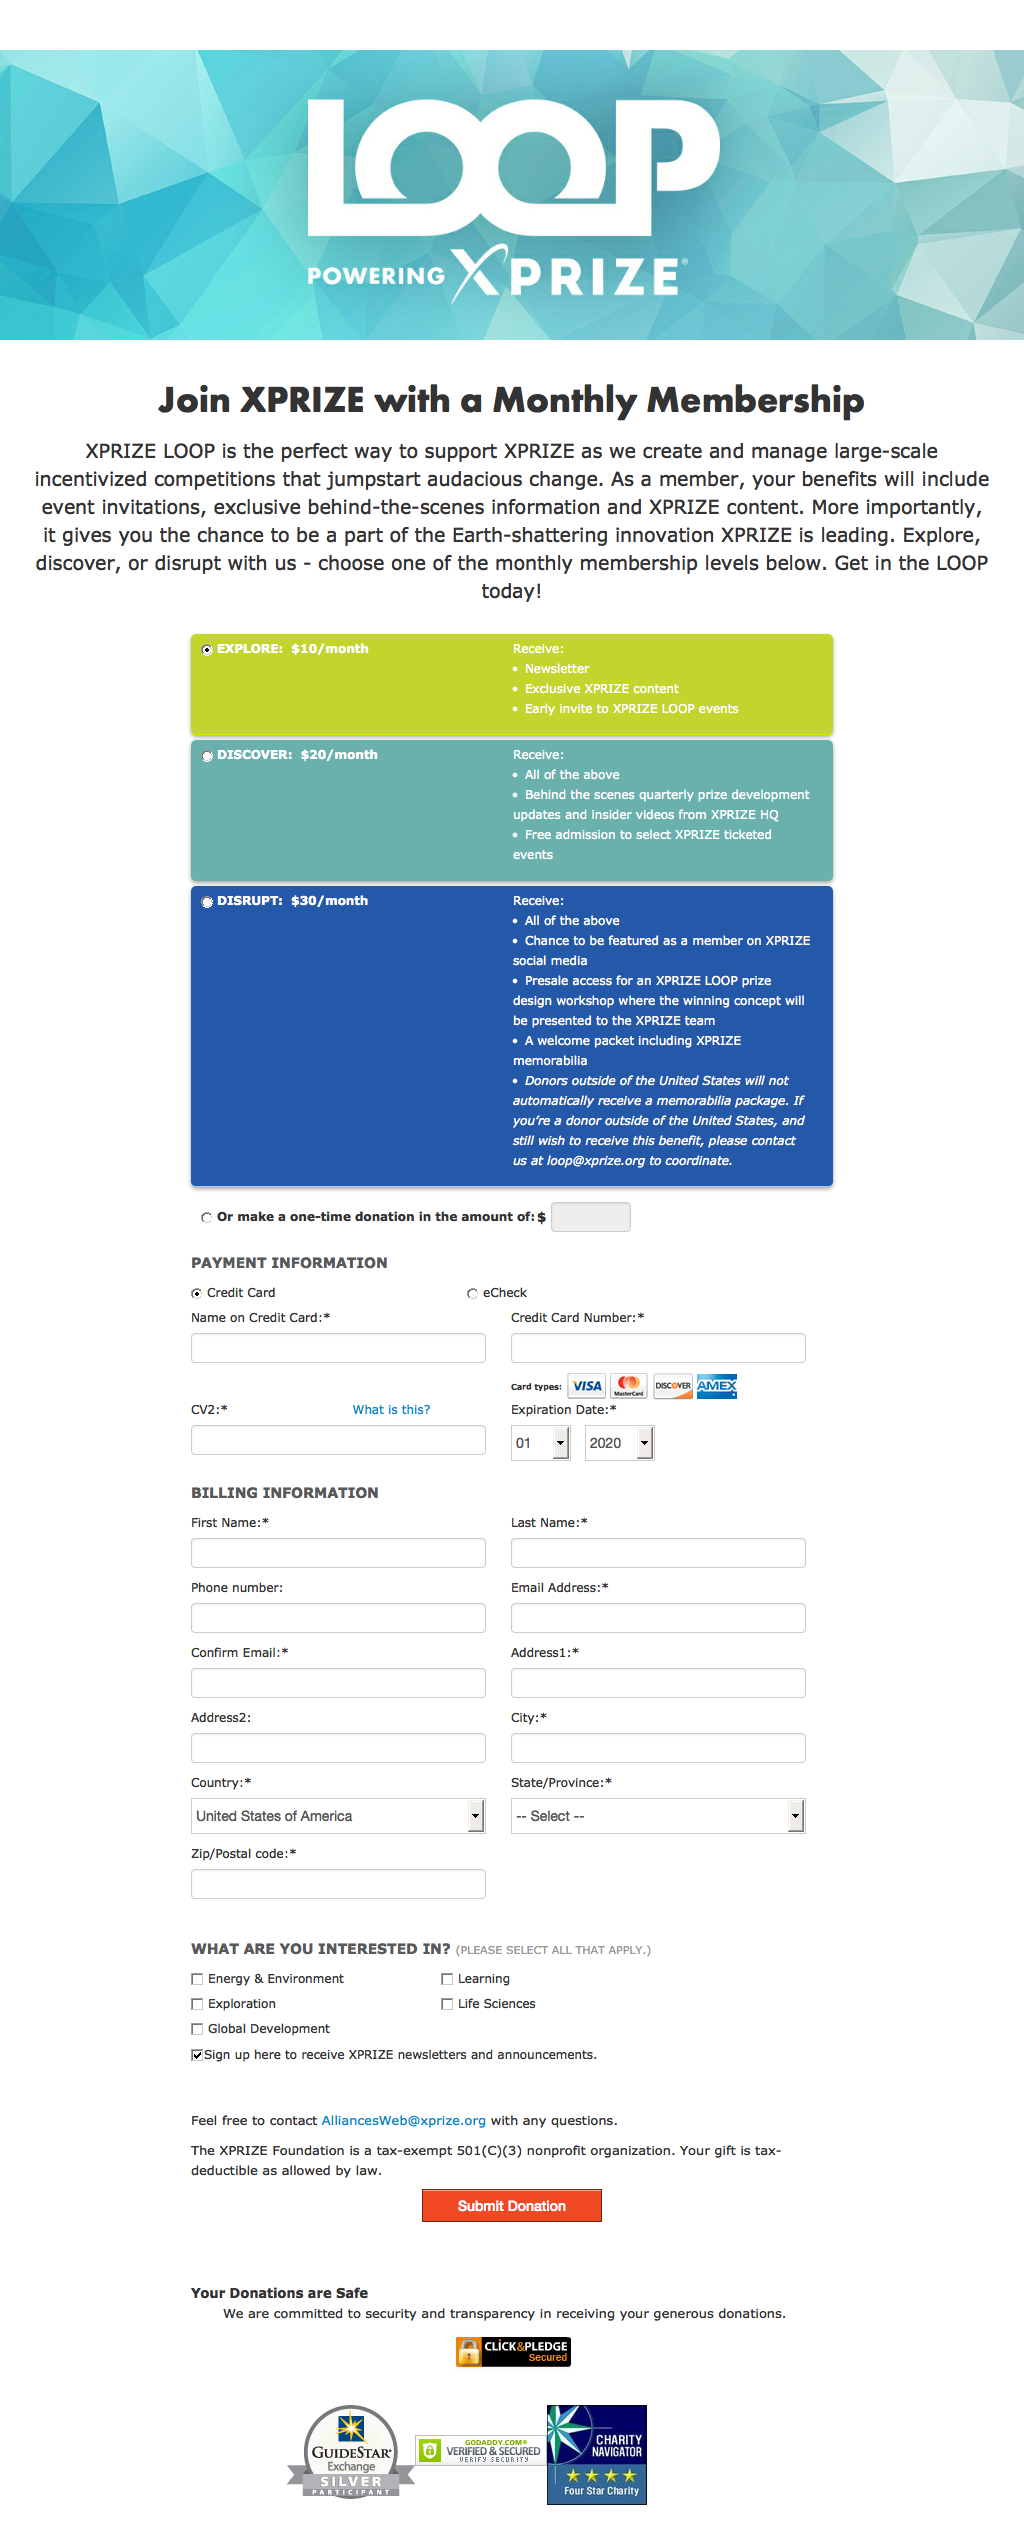 LOOP
POWERING XPRIZE®
Join XPRIZE with a Monthly Membership
XPRIZE LOOP is the perfect way to support XPRIZE as we create and manage large-scale
incentivized competitions that jumpstart audacious change. As a member, your benefits will include
event invitations, exclusive behind-the-scenes information and XPRIZE content. More importantly,
it gives you the chance to be a part of the Earth-shattering innovation XPRIZE is leading. Explore,
discover, or disrupt with us - choose one of the monthly membership levels below. Get in the LOOP
today!
EXPLORE: $10/month
Receive:
• Newsletter
• Exclusive XPRIZE content
• Early invite to XPRIZE LOOP events
DISCOVER: $20/month
Receive:
• All of the above
• Behind the scenes quarterly prize development
updates and insider videos from XPRIZE HQ
• Free admission to select XPRIZE ticketed
events
DISRUPT: $30/month
Receive:
• All of the above
• Chance to be featured as a member on XPRIZE
social media
• Presale access for an XPRIZE LOOP prize
design workshop where the winning concept will
be presented to the XPRIZE team
• A welcome packet including XPRIZE
memorabilia
• Donors outside of the United States will not
automatically receive a memorabilia package. If
you're a donor outside of the United States, and
still wish to receive this benefit, please contact
us at loop@xprize.org to coordinate.
Or make a one-time donation in the amount of: $
PAYMENT INFORMATION
Credit Card eCheck
Name on Credit Card:* Credit Card Number:*
Card types: VISA MasterCard DISCOVER AMEX
CV2:* What is this? Expiration Date:*
01 2020
BILLING INFORMATION
First Name:* Last Name:*
Phone number: Email Address:*
Confirm Email:* Address1:*
Address2: City:*
Country:* State/Province:*
United States of America -- Select --
Zip/Postal code:*
WHAT ARE YOU INTERESTED IN? (PLEASE SELECT ALL THAT APPLY.)
Energy & Environment Learning
Exploration Life Sciences
Global Development
Sign up here to receive XPRIZE newsletters and announcements.
Feel free to contact AlliancesWeb@xprize.org with any questions.
The XPRIZE Foundation is a tax-exempt 501(C)(3) nonprofit organization. Your gift is tax-
deductible as allowed by law.
Submit Donation
Your Donations are Safe
We are committed to security and transparency in receiving your generous donations.
CLICK&PLEDGE
Secured
GUIDESTAR®
Exchange
SILVER
PARTICIPANT
GODADDY.COM®
VERIFIED & SECURED
VERIFY SECURITY
CHARITY
NAVIGATOR
Four Star Charity